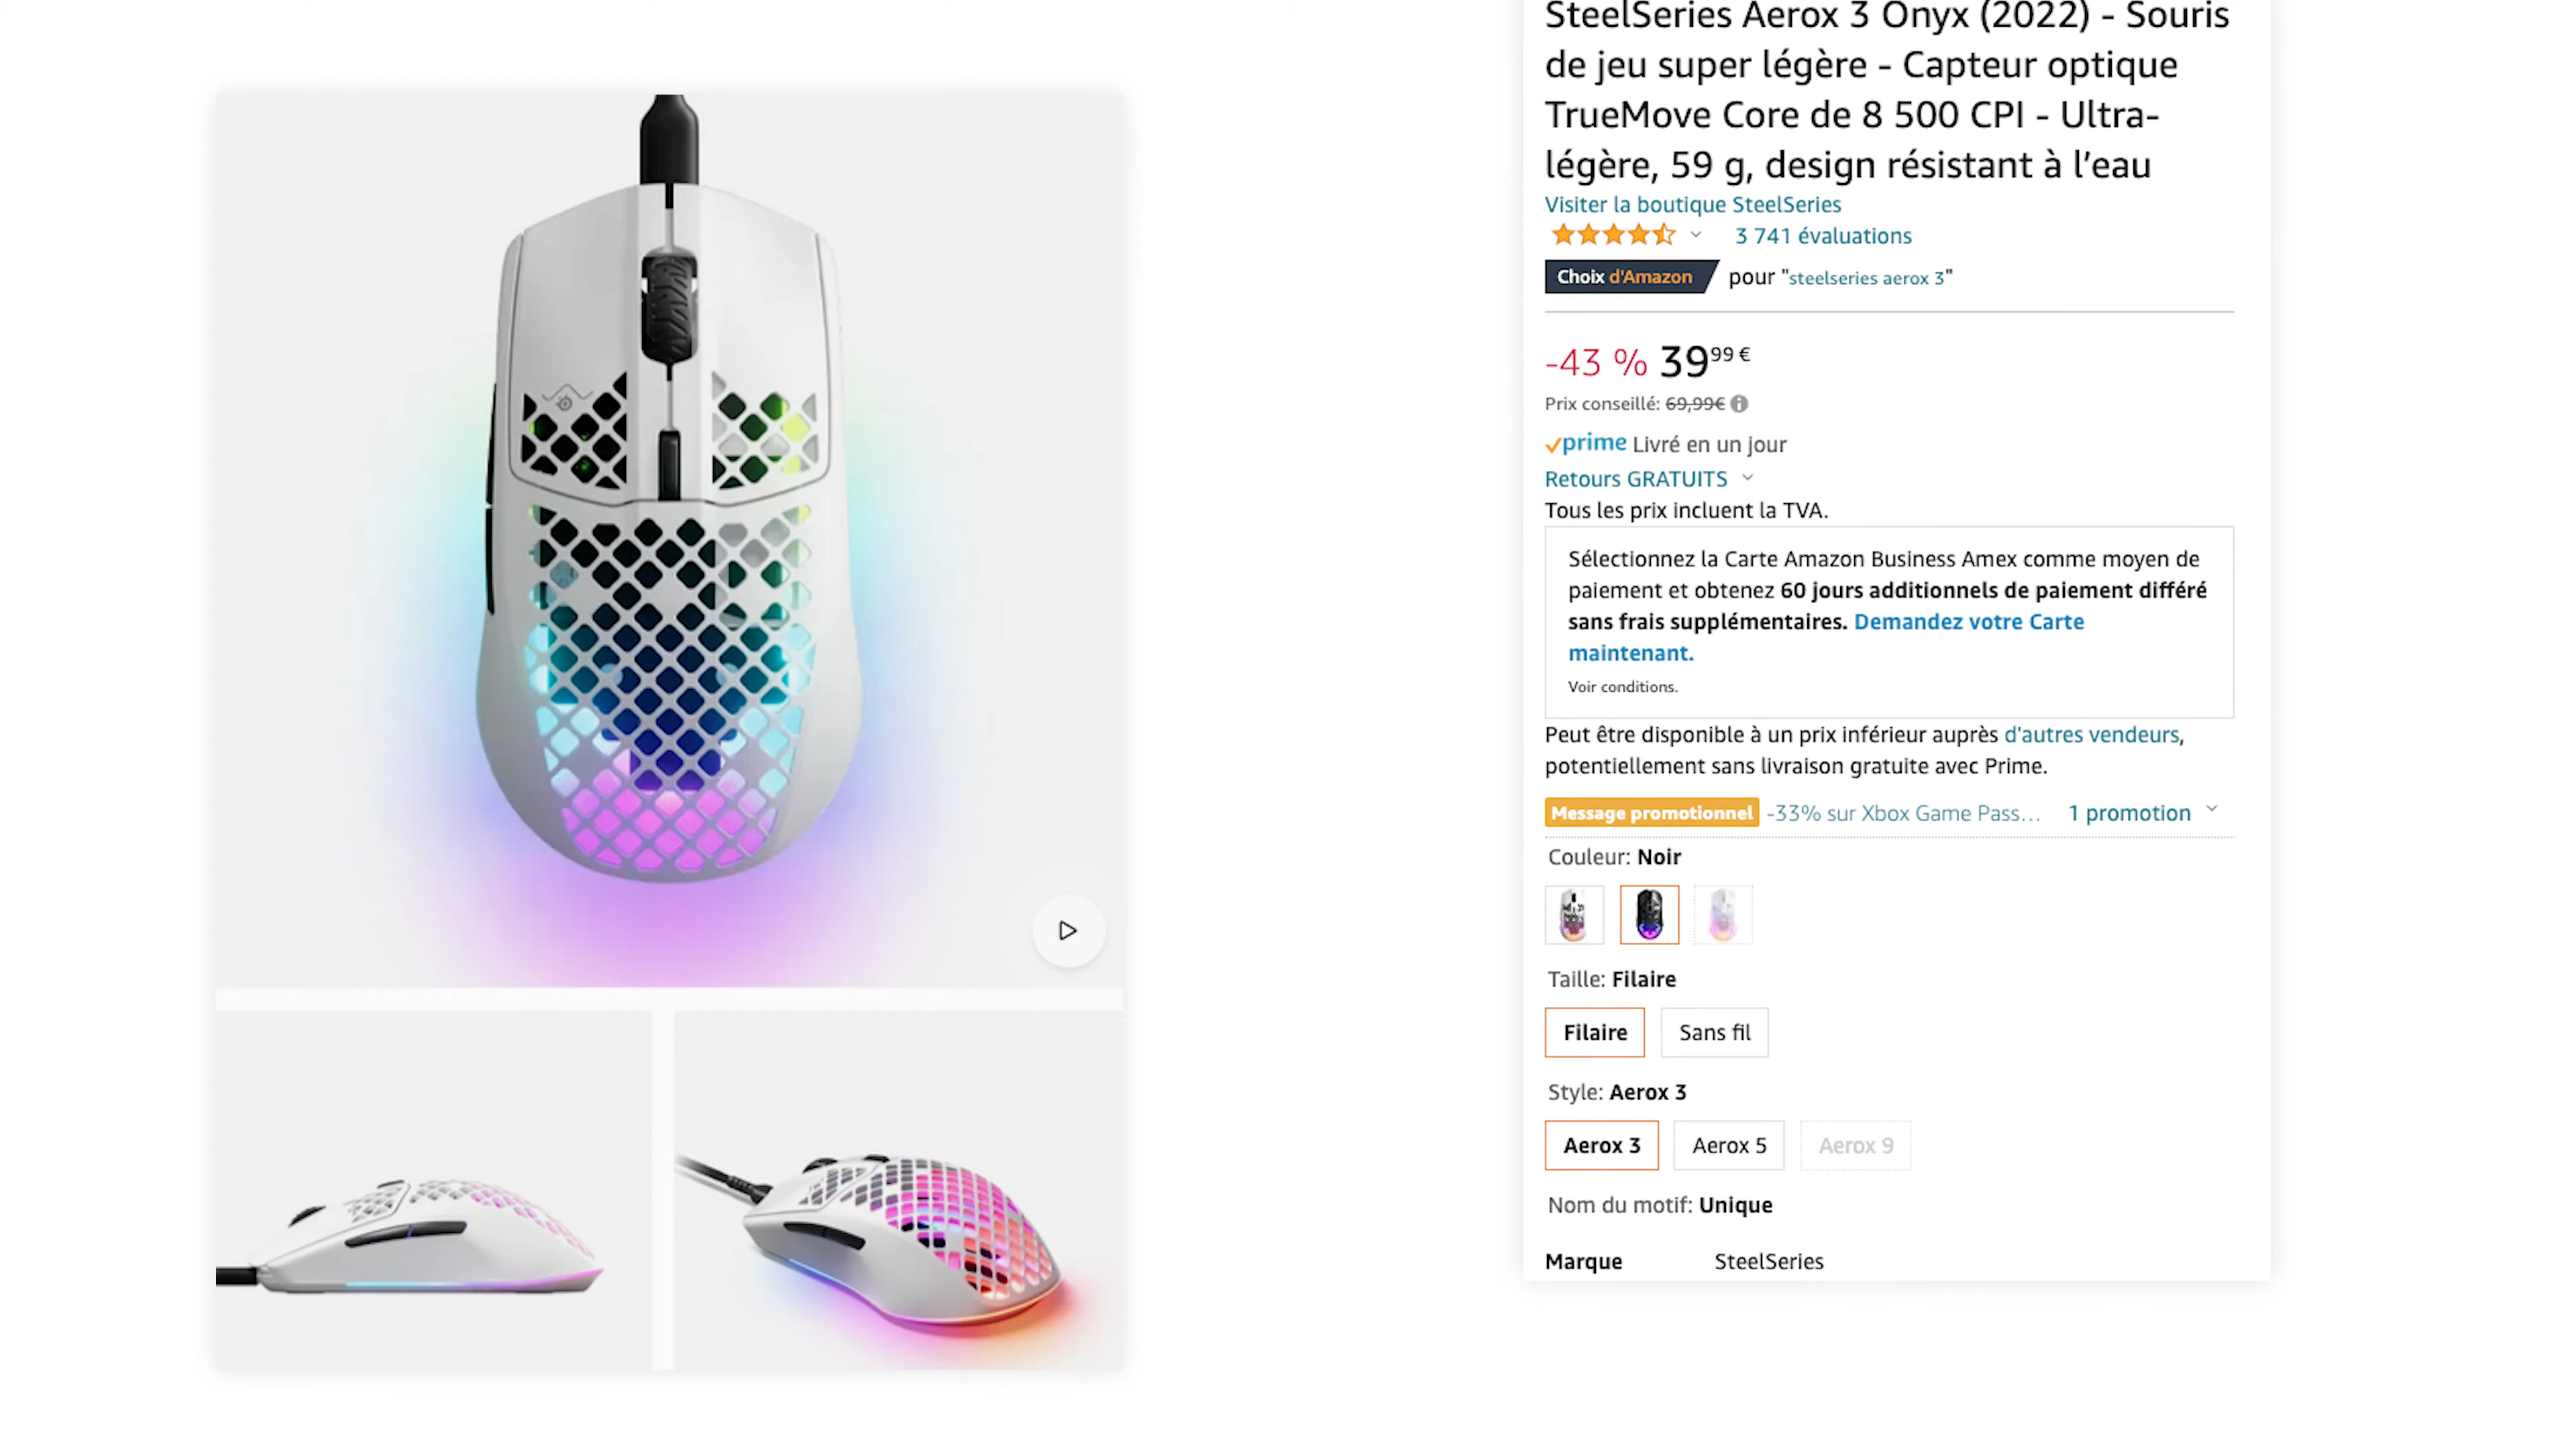 SteelSeries Aerox 3 Onyx (2022) - Souris
de jeu super légère - Capteur optique
TrueMove Core de 8 500 CPI - Ultra-
légère, 59 g, design résistant à l’eau
Visiter la boutique SteelSeries
3 741 évaluations
Choix d'Amazon pour "steelseries aerox 3"
-43 % 39,99 €
Prix conseillé: 69,99€
prime Livré en un jour
Retours GRATUITS
Tous les prix incluent la TVA.
Sélectionnez la Carte Amazon Business Amex comme moyen de
paiement et obtenez 60 jours additionnels de paiement différé
sans frais supplémentaires. Demandez votre Carte
maintenant.
Voir conditions.
Peut être disponible à un prix inférieur auprès d'autres vendeurs,
potentiellement sans livraison gratuite avec Prime.
Message promotionnel -33% sur Xbox Game Pass… 1 promotion
Couleur: Noir
Taille: Filaire
Filaire Sans fil
Style: Aerox 3
Aerox 3 Aerox 5 Aerox 9
Nom du motif: Unique
Marque SteelSeries